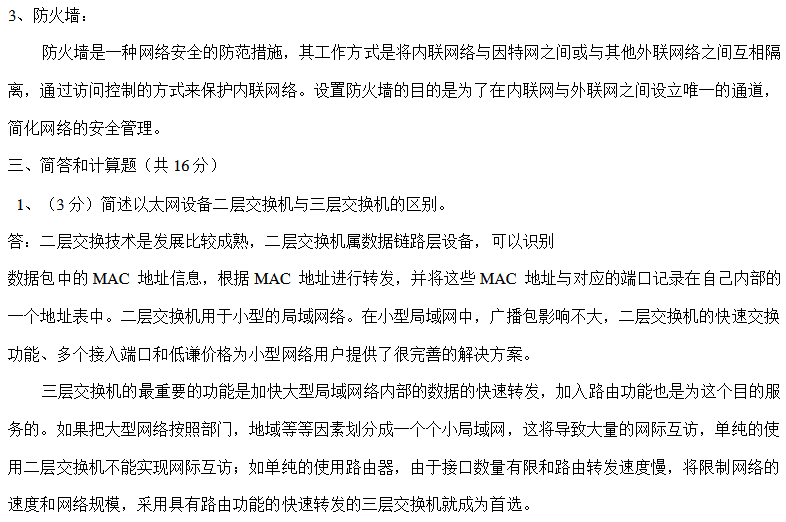 3、防火墙：
防火墙是一种网络安全的防范措施，其工作方式是将内联网络与因特网之间或与其他外联网络之间互相隔
离，通过访问控制的方式来保护内联网络。设置防火墙的目的是为了在内联网与外联网之间设立唯一的通道，
简化网络的安全管理。
三、简答和计算题（共 16 分）
1、（3 分）简述以太网设备二层交换机与三层交换机的区别。
答：二层交换技术是发展比较成熟，二层交换机属数据链路层设备，可以识别
数据包中的 MAC 地址信息，根据 MAC 地址进行转发，并将这些 MAC 地址与对应的端口记录在自己内部的
一个地址表中。二层交换机用于小型的局域网络。在小型局域网中，广播包影响不大，二层交换机的快速交换
功能、多个接入端口和低谦价格为小型网络用户提供了很完善的解决方案。
三层交换机的最重要的功能是加快大型局域网络内部的数据的快速转发，加入路由功能也是为这个目的服
务的。如果把大型网络按照部门，地域等等因素划分成一个个小局域网，这将导致大量的网际互访，单纯的使
用二层交换机不能实现网际互访；如单纯的使用路由器，由于接口数量有限和路由转发速度慢，将限制网络的
速度和网络规模，采用具有路由功能的快速转发的三层交换机就成为首选。